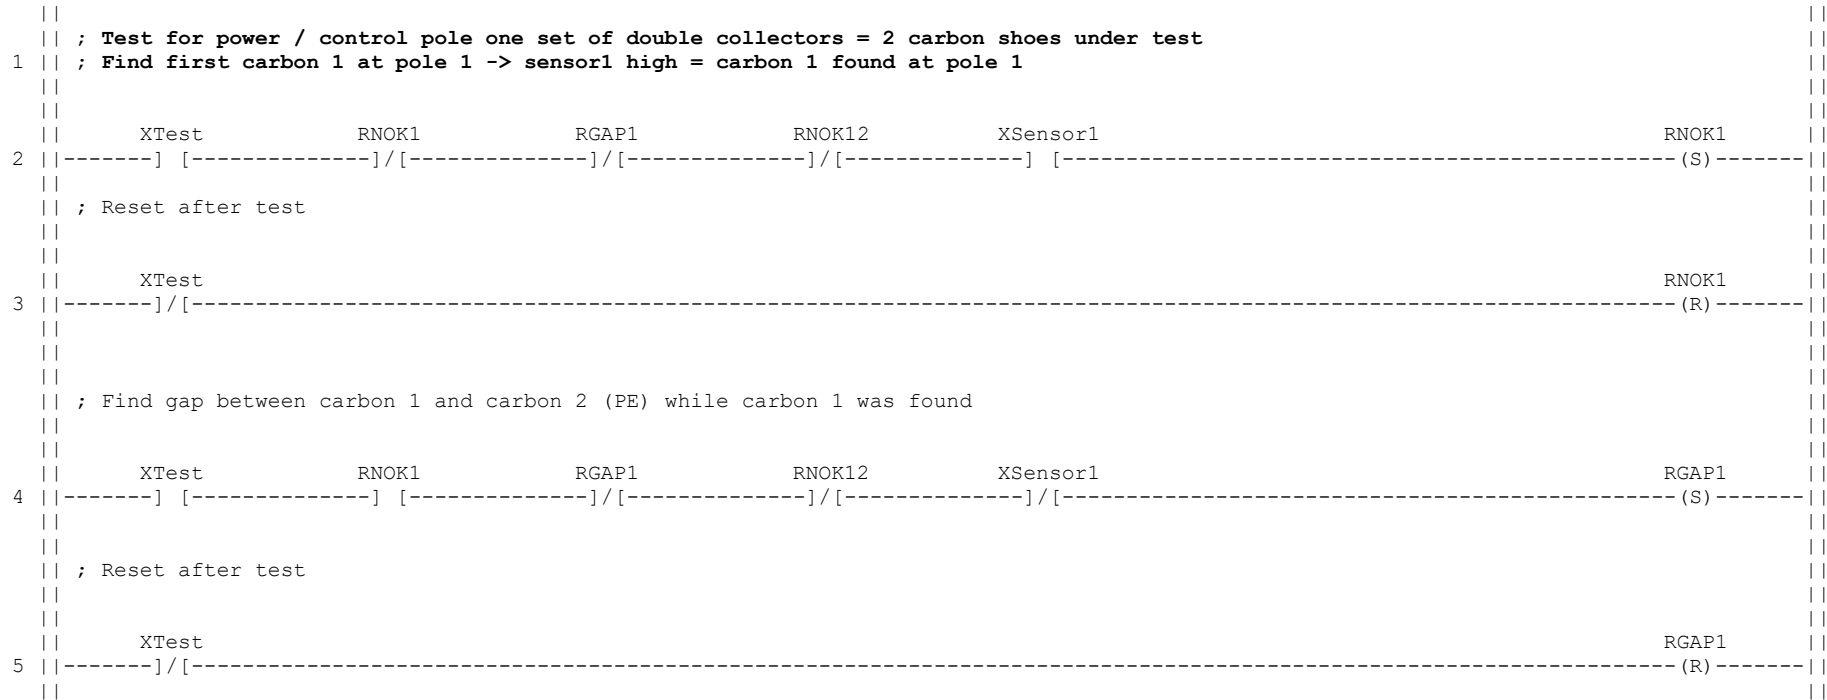 || ||
|| ; Test for power / control pole one set of double collectors = 2 carbon shoes under test ||
1 || ; Find first carbon 1 at pole 1 -> sensor1 high = carbon 1 found at pole 1 ||
|| ||
|| ||
|| XTest RNOK1 RGAP1 RNOK12 XSensor1 RNOK1 ||
2 ||-------] [--------------]/[--------------]/[--------------]/[--------------] [------------------------------------------------(S)-------||
|| ||
|| ; Reset after test ||
|| ||
|| ||
|| XTest RNOK1 ||
3 ||-------]/[--------------------------------------------------------------------------------------------------------------------(R)-------||
|| ||
|| ||
|| ||
|| ; Find gap between carbon 1 and carbon 2 (PE) while carbon 1 was found ||
|| ||
|| ||
|| XTest RNOK1 RGAP1 RNOK12 XSensor1 RGAP1 ||
4 ||-------] [--------------] [--------------]/[--------------]/[--------------]/[------------------------------------------------(S)-------||
|| ||
|| ||
|| ; Reset after test ||
|| ||
|| ||
|| XTest RGAP1 ||
5 ||-------]/[--------------------------------------------------------------------------------------------------------------------(R)-------||
|| ||